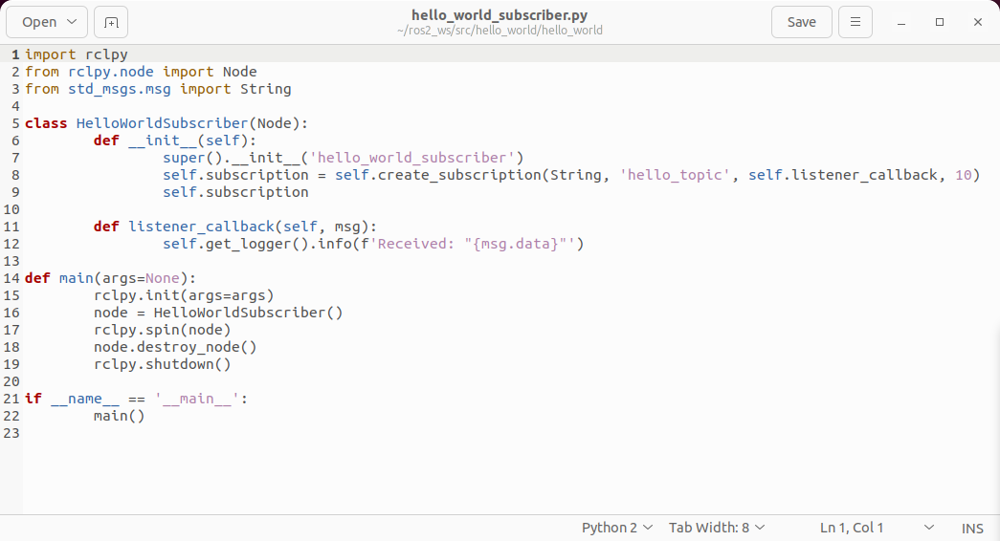 Open
hello_world_subscriber.py
~/ros2_ws/src/hello_world/hello_world
Save
1 import rclpy
2 from rclpy.node import Node
3 from std_msgs.msg import String
4
5 class HelloWorldSubscriber(Node):
6         def __init__(self):
7                 super().__init__('hello_world_subscriber')
8                 self.subscription = self.create_subscription(String, 'hello_topic', self.listener_callback, 10)
9                 self.subscription
10
11         def listener_callback(self, msg):
12                 self.get_logger().info(f'Received: "{msg.data}"')
13
14 def main(args=None):
15         rclpy.init(args=args)
16         node = HelloWorldSubscriber()
17         rclpy.spin(node)
18         node.destroy_node()
19         rclpy.shutdown()
20
21 if __name__ == '__main__':
22         main()
23
Python 2 Tab Width: 8 Ln 1, Col 1 INS